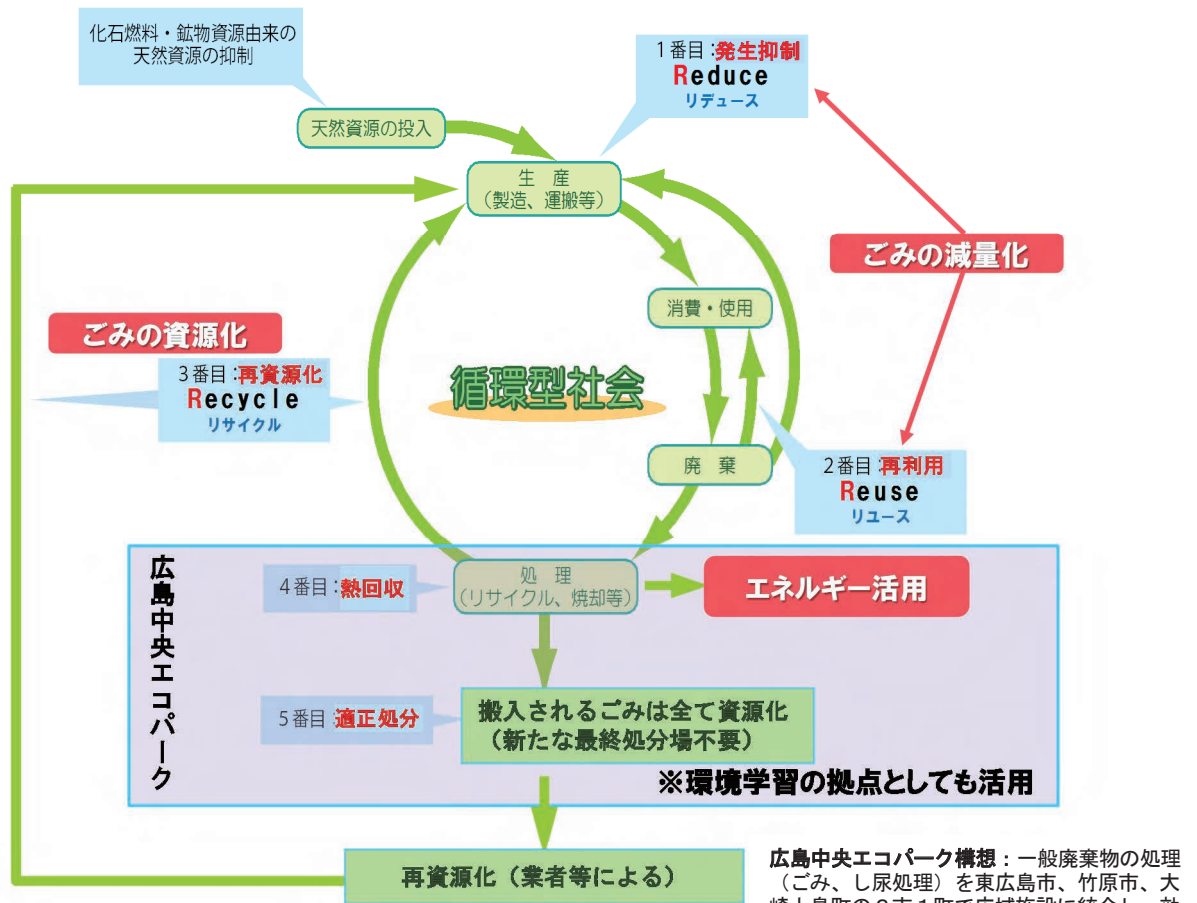 化石燃料・鉱物資源由来の
天然資源の抑制
1番目:発生抑制
Reduce
リデュース
天然資源の投入
生 産
(製造、運搬等)
ごみの減量化
消費・使用
ごみの資源化
3番目:再資源化
Recycle
リサイクル
循環型社会
廃 棄
2番目:再利用
Reuse
リユース
広島中央エコパーク
4番目:熱回収
処 理
(リサイクル、焼却等)
エネルギー活用
5番目:適正処分
搬入されるごみは全て資源化
(新たな最終処分場不要)
※環境学習の拠点としても活用
再資源化(業者等による)
広島中央エコパーク構想:一般廃棄物の処理
(ごみ、し尿処理)を東広島市、竹原市、大